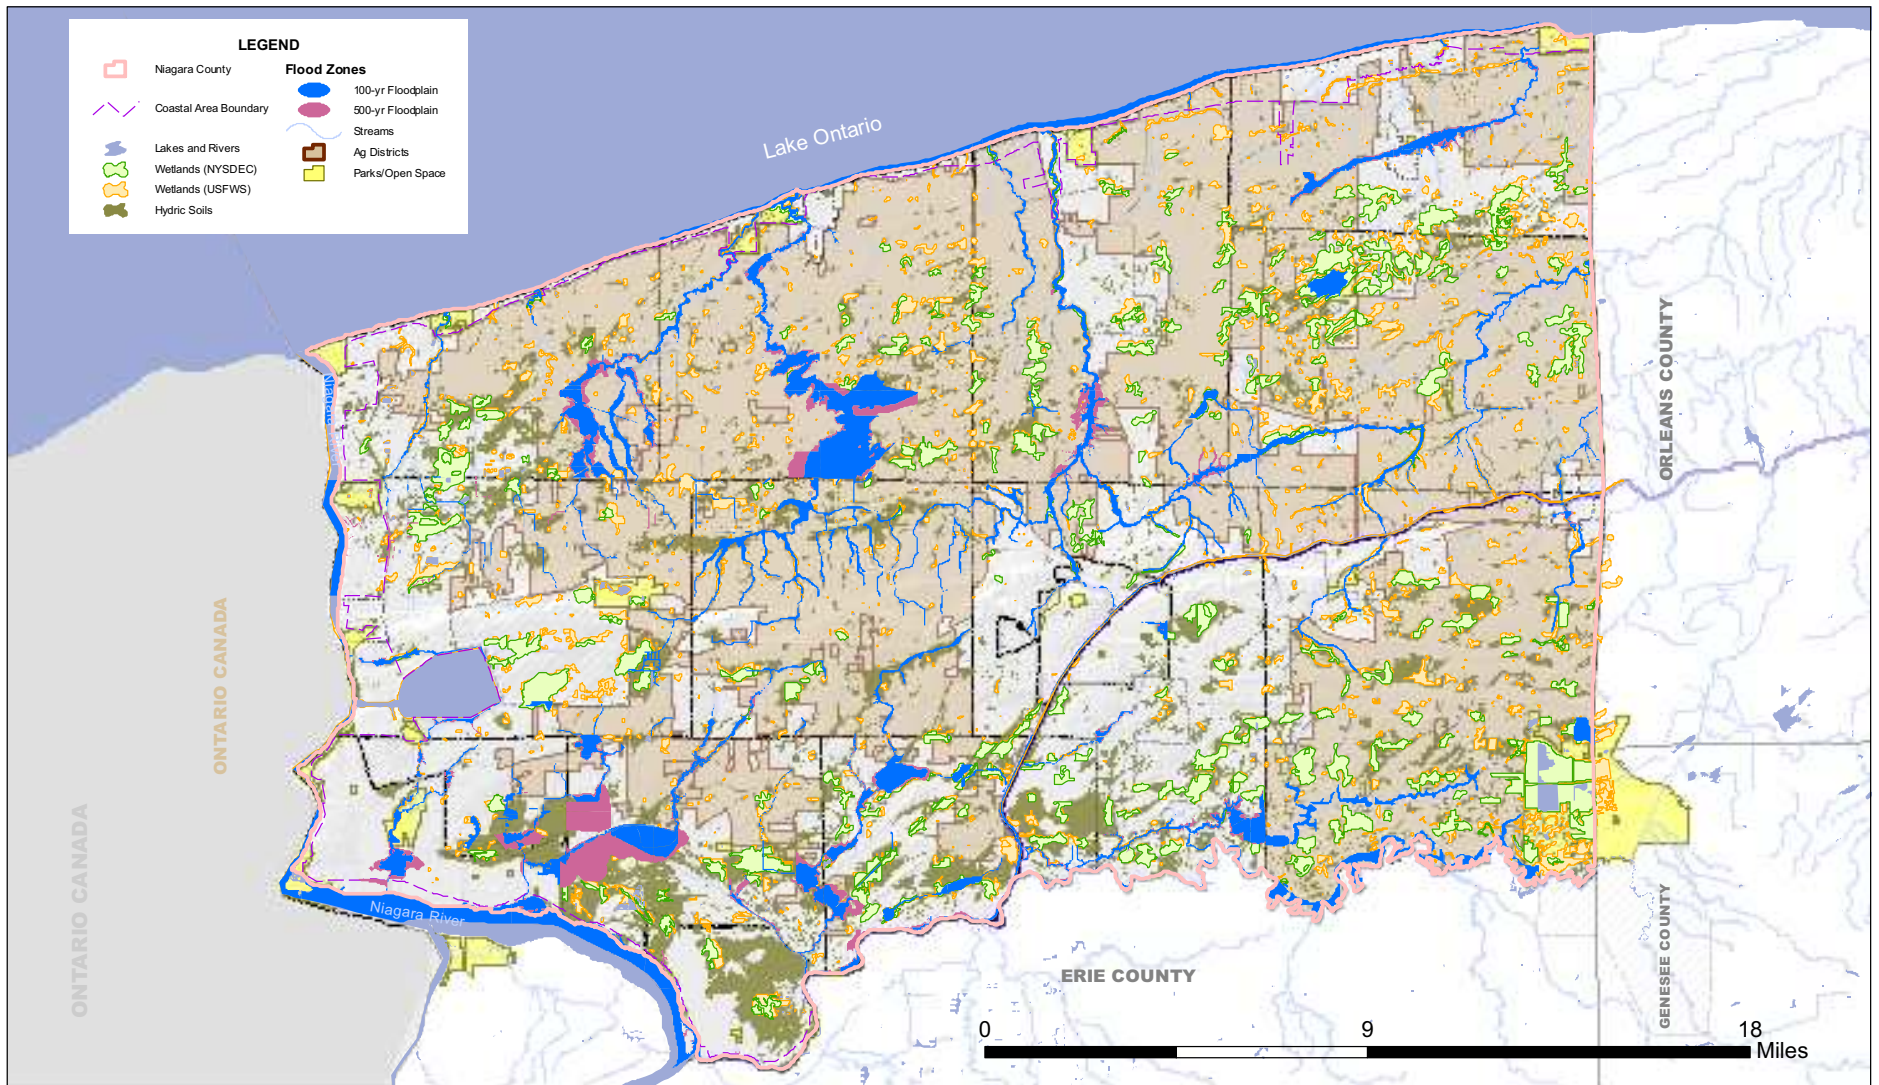 LEGEND
Niagara County
Coastal Area Boundary
Lakes and Rivers
Wetlands (NYSDEC)
Wetlands (USFWS)
Hydric Soils
Flood Zones
100-yr Floodplain
500-yr Floodplain
Streams
Ag Districts
Parks/Open Space
Lake Ontario
Niagara
ORLEANS COUNTY
ONTARIO CANADA
ONTARIO CANADA
Niagara River
ERIE COUNTY
GENESEE COUNTY
0 9 18
Miles